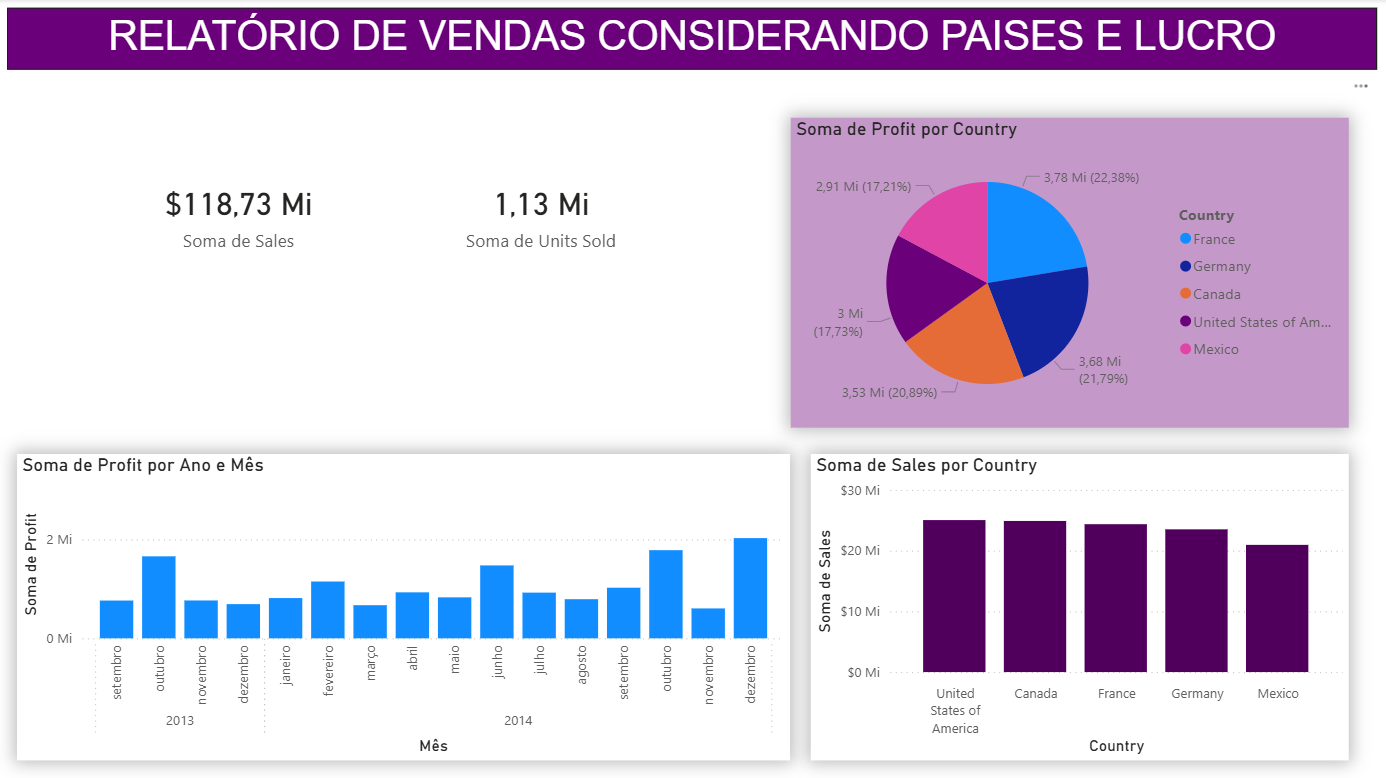 RELATÓRIO DE VENDAS CONSIDERANDO PAISES E LUCRO
$118,73 Mi
Soma de Sales
1,13 Mi
Soma de Units Sold
Soma de Profit por Country
3,78 Mi (22,38%)
3,68 Mi
(21,79%)
3,53 Mi (20,89%)
3 Mi
(17,73%)
2,91 Mi (17,21%)
Country
France
Germany
Canada
United States of Am...
Mexico
Soma de Profit por Ano e Mês
Soma de Profit
2 Mi
0 Mi
setembro
outubro
novembro
dezembro
janeiro
fevereiro
março
abril
maio
junho
julho
agosto
setembro
outubro
novembro
dezembro
2013
2014
Mês
Soma de Sales por Country
Soma de Sales
$30 Mi
$20 Mi
$10 Mi
$0 Mi
United
States of
America
Canada
France
Germany
Mexico
Country